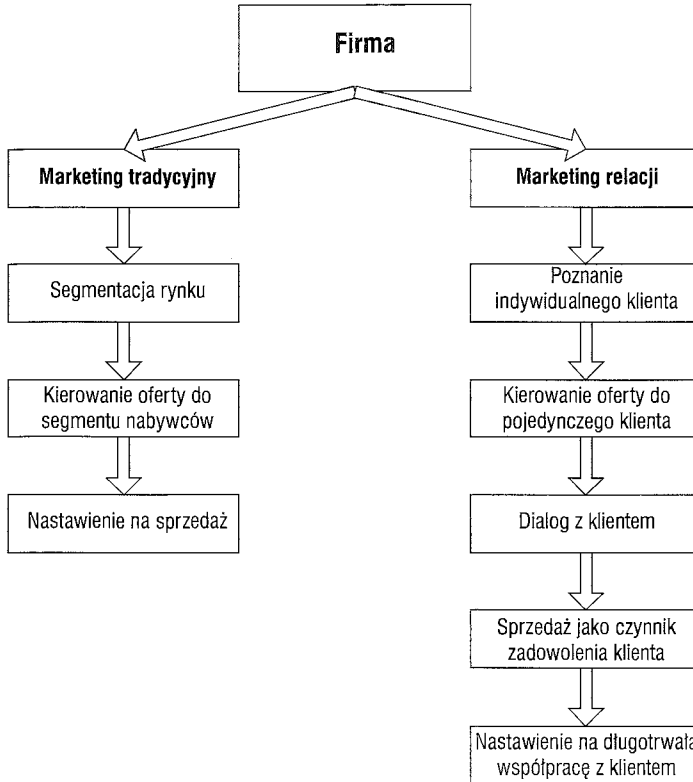 Firma
Marketing tradycyjny
Segmentacja rynku
Kierowanie oferty do
segmentu nabywców
Nastawienie na sprzedaż
Marketing relacji
Poznanie
indywidualnego klienta
Kierowanie oferty do
pojedynczego klienta
Dialog z klientem
Sprzedaż jako czynnik
zadowolenia klienta
Nastawienie na długotrwałą
współpracę z klientem